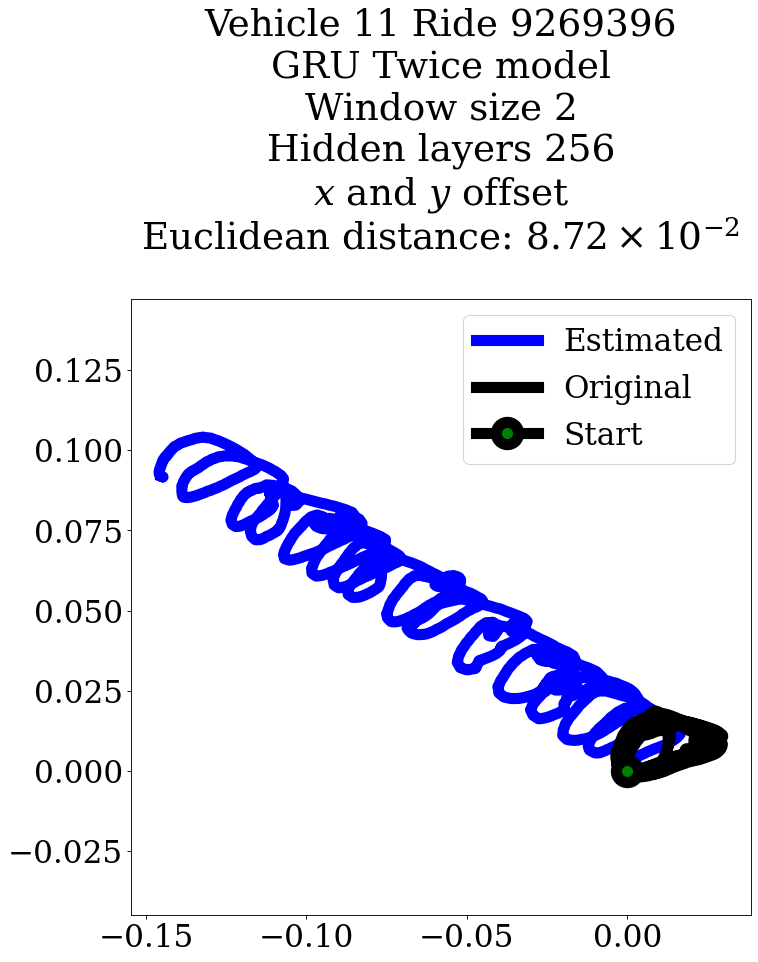 Vehicle 11 Ride 9269396
GRU Twice model
Window size 2
Hidden layers 256
x and y offset
Euclidean distance: 8.72 × 10⁻²
Estimated
Original
Start
0.125
0.100
0.075
0.050
0.025
0.000
−0.025
−0.15 −0.10 −0.05 0.00